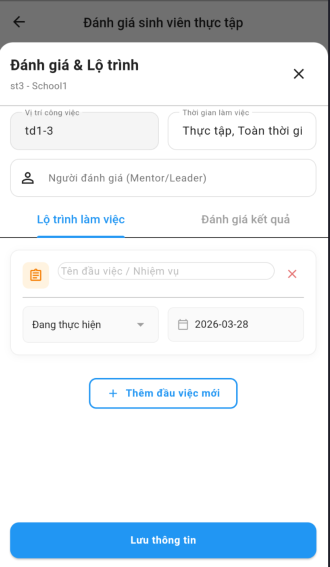 Đánh giá sinh viên thực tập
Đánh giá & Lộ trình
st3 - School1
Vị trí công việc
td1-3
Thời gian làm việc
Thực tập, Toàn thời gi
Người đánh giá (Mentor/Leader)
Lộ trình làm việc
Đánh giá kết quả
Tên đầu việc / Nhiệm vụ
Đang thực hiện
2026-03-28
+ Thêm đầu việc mới
Lưu thông tin